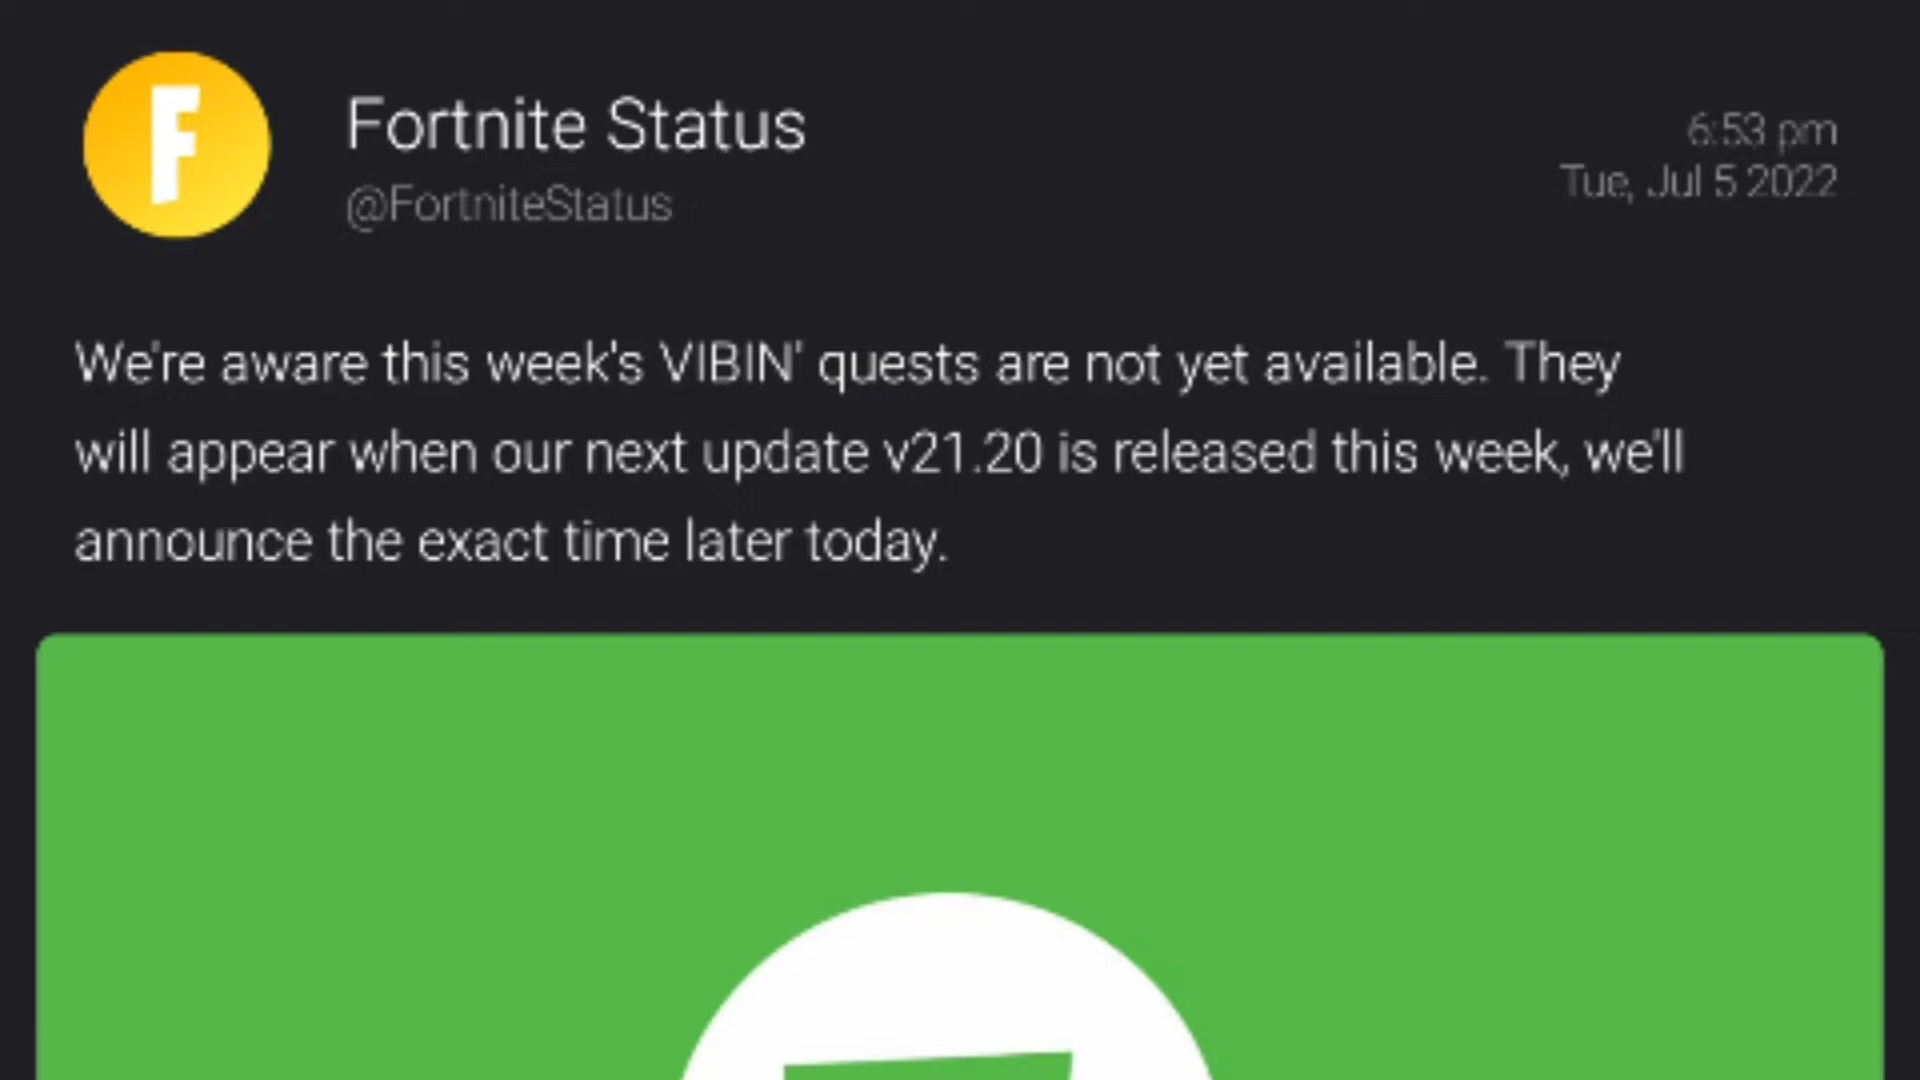 F
Fortnite Status
@FortniteStatus
6:53 pm
Tue, Jul 5 2022
We're aware this week's VIBIN' quests are not yet available. They
will appear when our next update v21.20 is released this week, we'll
announce the exact time later today.